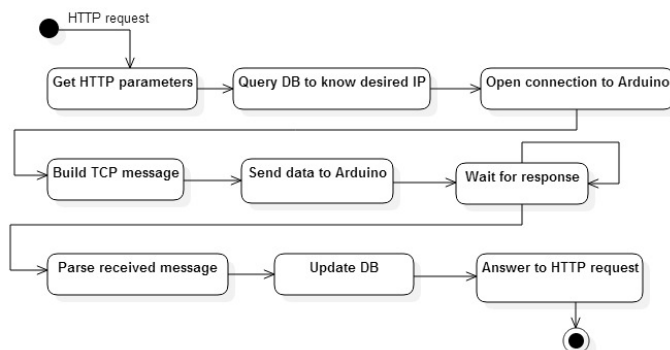 HTTP request
Get HTTP parameters
Query DB to know desired IP
Open connection to Arduino
Build TCP message
Send data to Arduino
Wait for response
Parse received message
Update DB
Answer to HTTP request